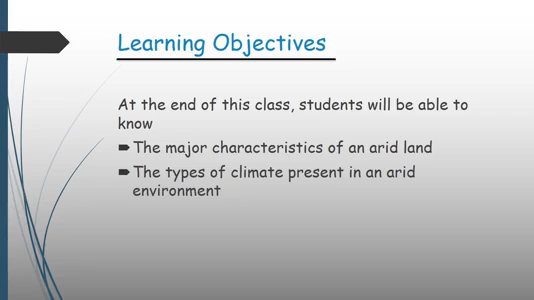 Learning Objectives
At the end of this class, students will be able to
know
The major characteristics of an arid land
The types of climate present in an arid
environment